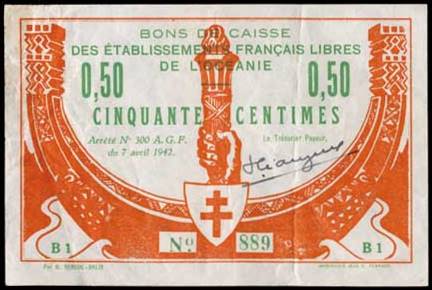 BONS DE CAISSE
DES ÉTABLISSEMENTS FRANÇAIS LIBRES
DE L'OCÉANIE
0,50 0,50
CINQUANTE CENTIMES
Arrêté N° 300 A.G.F.
du 7 avril 1942.
Le Trésorier Payeur,
B1 No. 889 B1